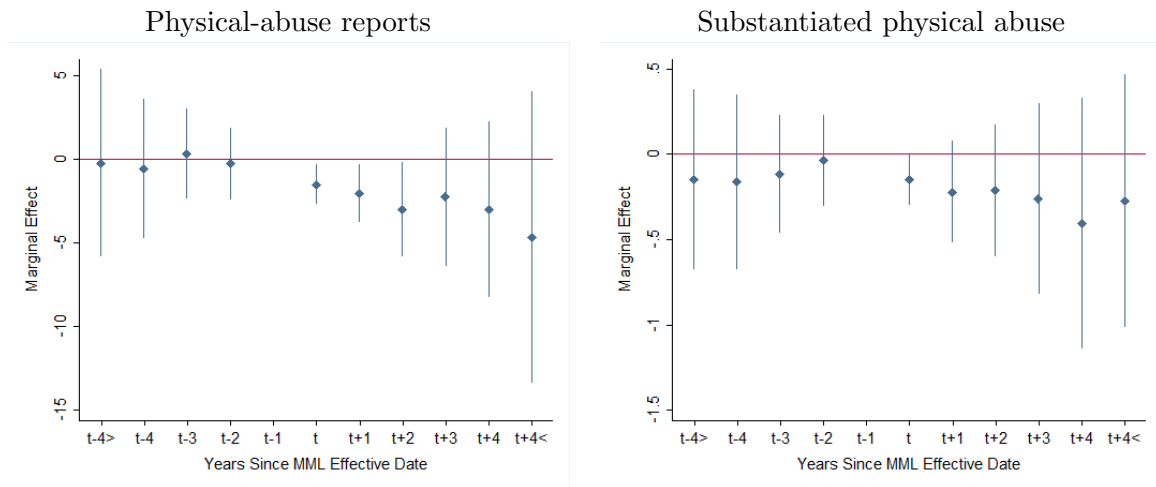 Physical-abuse reports
Substantiated physical abuse
Marginal Effect
5
0
-5
-10
-15
t-4> t-4 t-3 t-2 t-1 t t+1 t+2 t+3 t+4 t+4<
Years Since MML Effective Date
Marginal Effect
.5
0
-.5
-1
-1.5
t-4> t-4 t-3 t-2 t-1 t t+1 t+2 t+3 t+4 t+4<
Years Since MML Effective Date